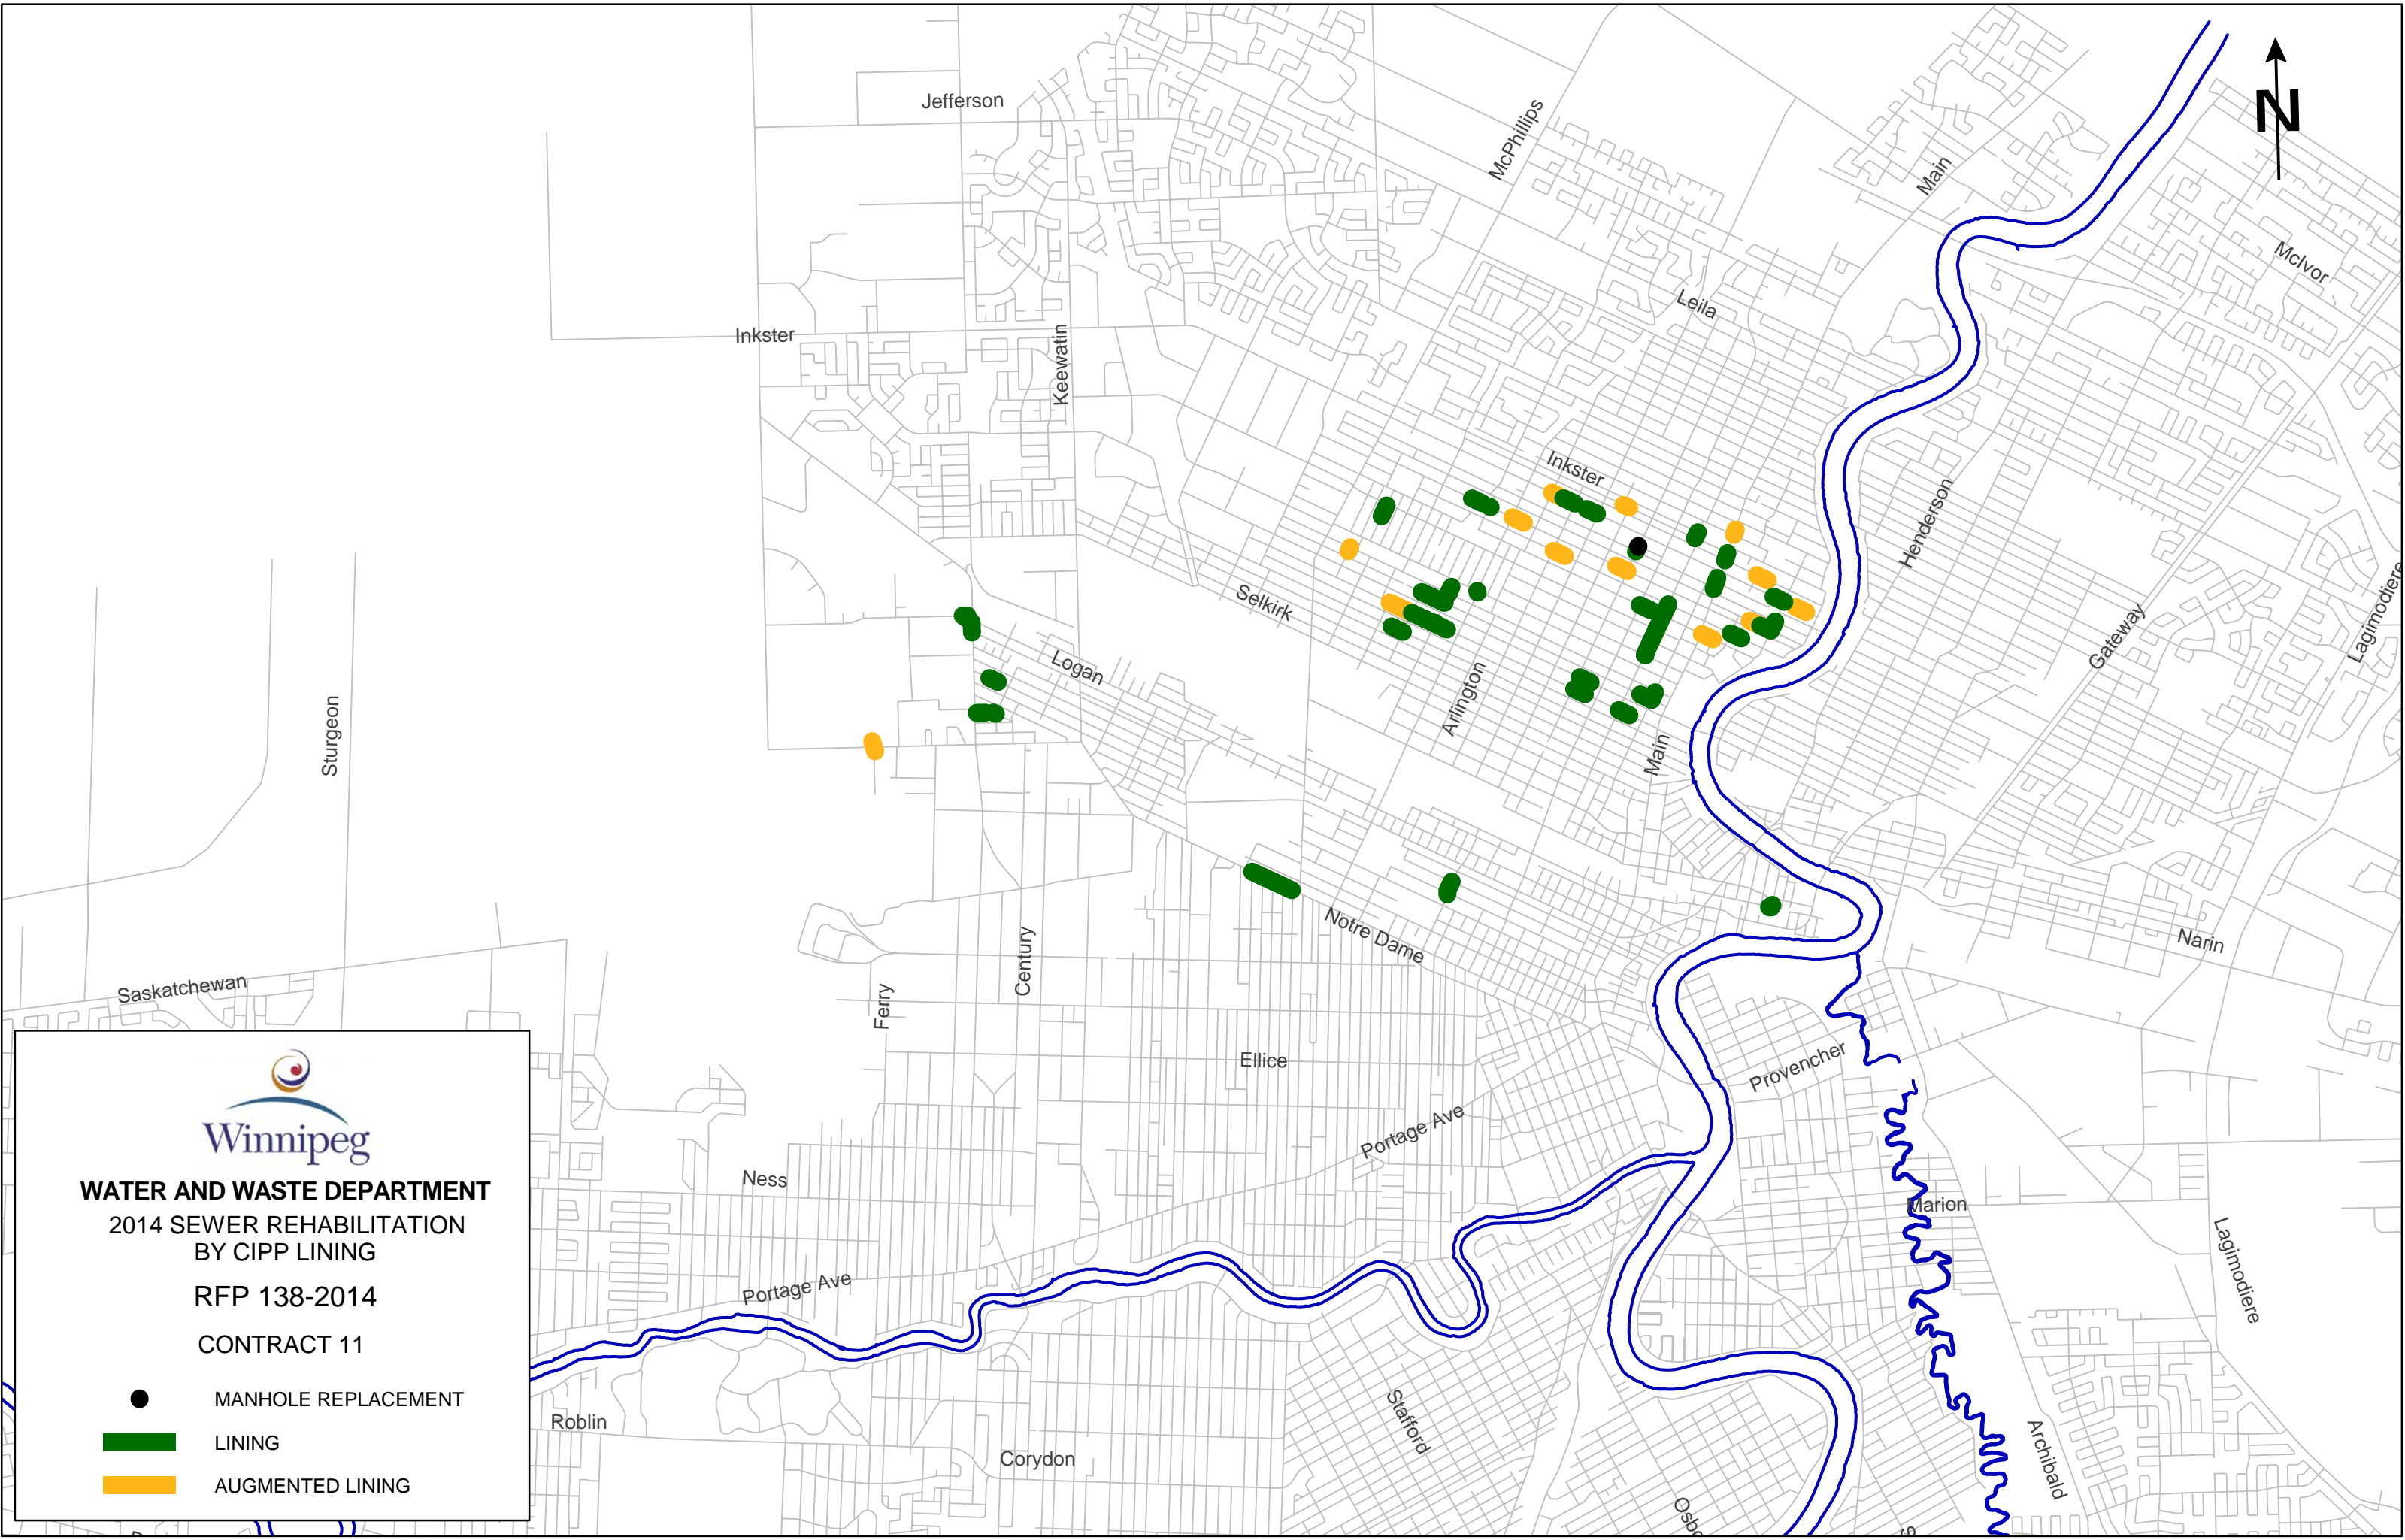 Jefferson
McPhillips
Main
N
McIvor
Leila
Inkster
Keewatin
Inkster
Henderson
Selkirk
Lagimodiere
Gateway
Logan
Arlington
Sturgeon
Main
Notre Dame
Narin
Century
Saskatchewan
Ferry
Ellice
Provencher
Portage Ave
Ness
Marion
Lagimodiere
Portage Ave
Stafford
Roblin
Corydon
Archibald
Osbo
Winnipeg
WATER AND WASTE DEPARTMENT
2014 SEWER REHABILITATION
BY CIPP LINING
RFP 138-2014
CONTRACT 11
MANHOLE REPLACEMENT
LINING
AUGMENTED LINING